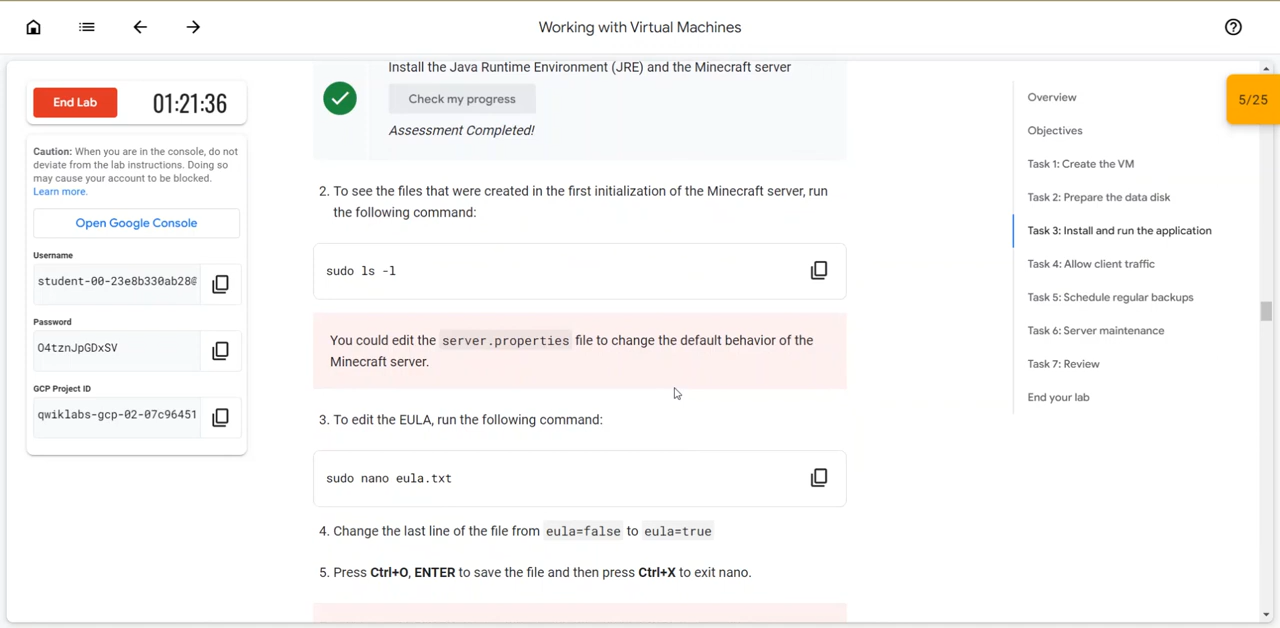 Working with Virtual Machines
End Lab
01:21:36
Caution: When you are in the console, do not
deviate from the lab instructions. Doing so
may cause your account to be blocked.
Learn more.
Open Google Console
Username
student-00-23e8b330ab28@
Password
O4tznJpGDxSV
GCP Project ID
qwiklabs-gcp-02-07c96451
Install the Java Runtime Environment (JRE) and the Minecraft server
Check my progress
Assessment Completed!
2. To see the files that were created in the first initialization of the Minecraft server, run
the following command:
sudo ls -l
You could edit the server.properties file to change the default behavior of the
Minecraft server.
3. To edit the EULA, run the following command:
sudo nano eula.txt
4. Change the last line of the file from eula=false to eula=true
5. Press Ctrl+O, ENTER to save the file and then press Ctrl+X to exit nano.
Overview
Objectives
Task 1: Create the VM
Task 2: Prepare the data disk
Task 3: Install and run the application
Task 4: Allow client traffic
Task 5: Schedule regular backups
Task 6: Server maintenance
Task 7: Review
End your lab
5/25